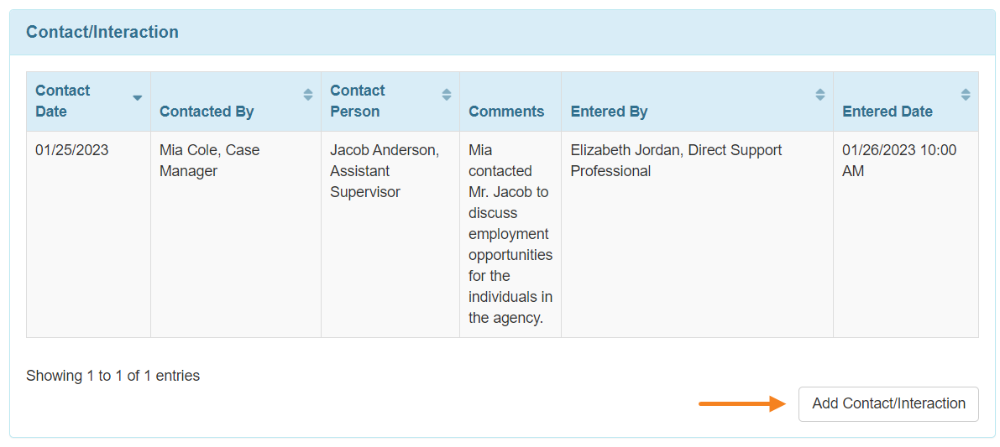 Contact/Interaction
Contact
Date
Contacted By
Contact
Person
Comments
Entered By
Entered Date
01/25/2023
Mia Cole, Case
Manager
Jacob Anderson,
Assistant
Supervisor
Mia
contacted
Mr. Jacob to
discuss
employment
opportunities
for the
individuals in
the agency.
Elizabeth Jordan, Direct Support
Professional
01/26/2023 10:00
AM
Showing 1 to 1 of 1 entries
Add Contact/Interaction